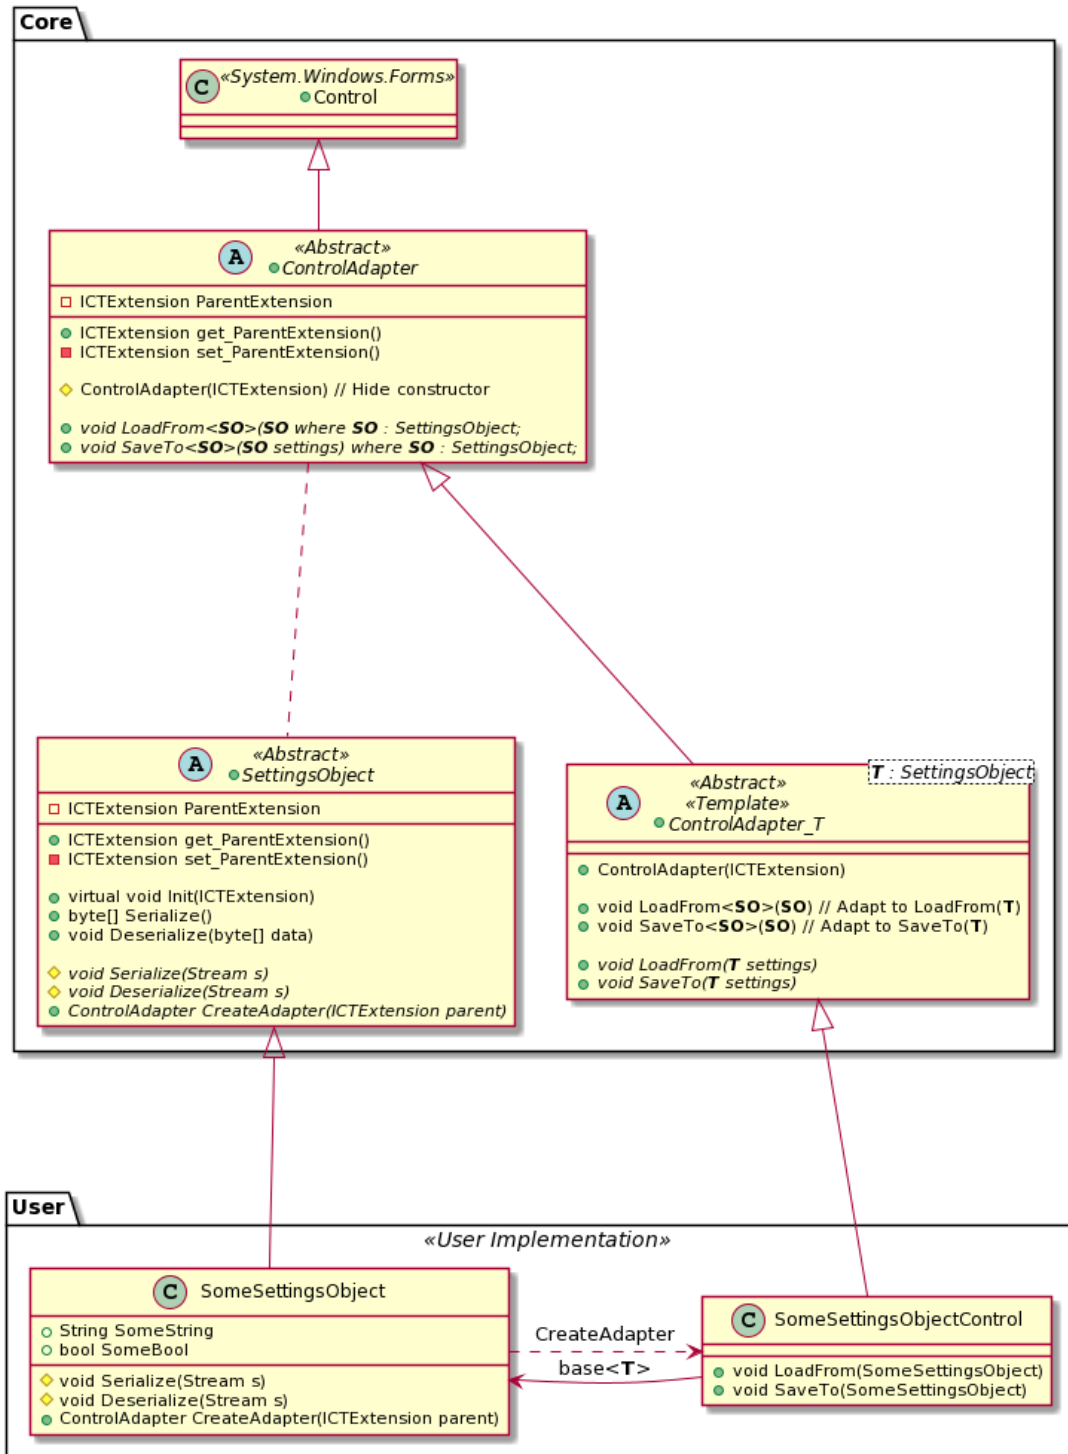 Core
C «System.Windows.Forms»
Control
A «Abstract»
ControlAdapter
ICTExtension ParentExtension
ICTExtension get_ParentExtension()
ICTExtension set_ParentExtension()
ControlAdapter(ICTExtension) // Hide constructor
void LoadFrom<SO>(SO where SO : SettingsObject;
void SaveTo<SO>(SO settings) where SO : SettingsObject;
A «Abstract»
SettingsObject
ICTExtension ParentExtension
ICTExtension get_ParentExtension()
ICTExtension set_ParentExtension()
virtual void Init(ICTExtension)
byte[] Serialize()
void Deserialize(byte[] data)
void Serialize(Stream s)
void Deserialize(Stream s)
ControlAdapter CreateAdapter(ICTExtension parent)
T : SettingsObject
A «Abstract»
«Template»
ControlAdapter_T
ControlAdapter(ICTExtension)
void LoadFrom<SO>(SO) // Adapt to LoadFrom(T)
void SaveTo<SO>(SO) // Adapt to SaveTo(T)
void LoadFrom(T settings)
void SaveTo(T settings)
User
«User Implementation»
C SomeSettingsObject
String SomeString
bool SomeBool
void Serialize(Stream s)
void Deserialize(Stream s)
ControlAdapter CreateAdapter(ICTExtension parent)
CreateAdapter
base<T>
C SomeSettingsObjectControl
void LoadFrom(SomeSettingsObject)
void SaveTo(SomeSettingsObject)